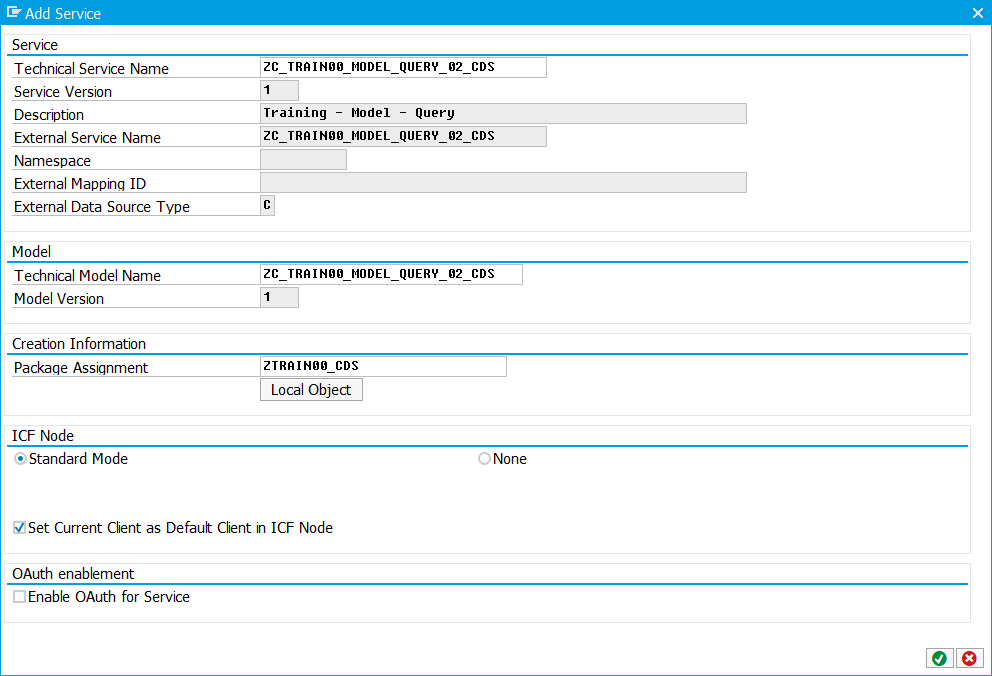 Add Service
Service
Technical Service Name ZC_TRAIN00_MODEL_QUERY_02_CDS
Service Version 1
Description Training - Model - Query
External Service Name ZC_TRAIN00_MODEL_QUERY_02_CDS
Namespace
External Mapping ID
External Data Source Type C
Model
Technical Model Name ZC_TRAIN00_MODEL_QUERY_02_CDS
Model Version 1
Creation Information
Package Assignment ZTRAIN00_CDS
Local Object
ICF Node
Standard Mode None
Set Current Client as Default Client in ICF Node
OAuth enablement
Enable OAuth for Service